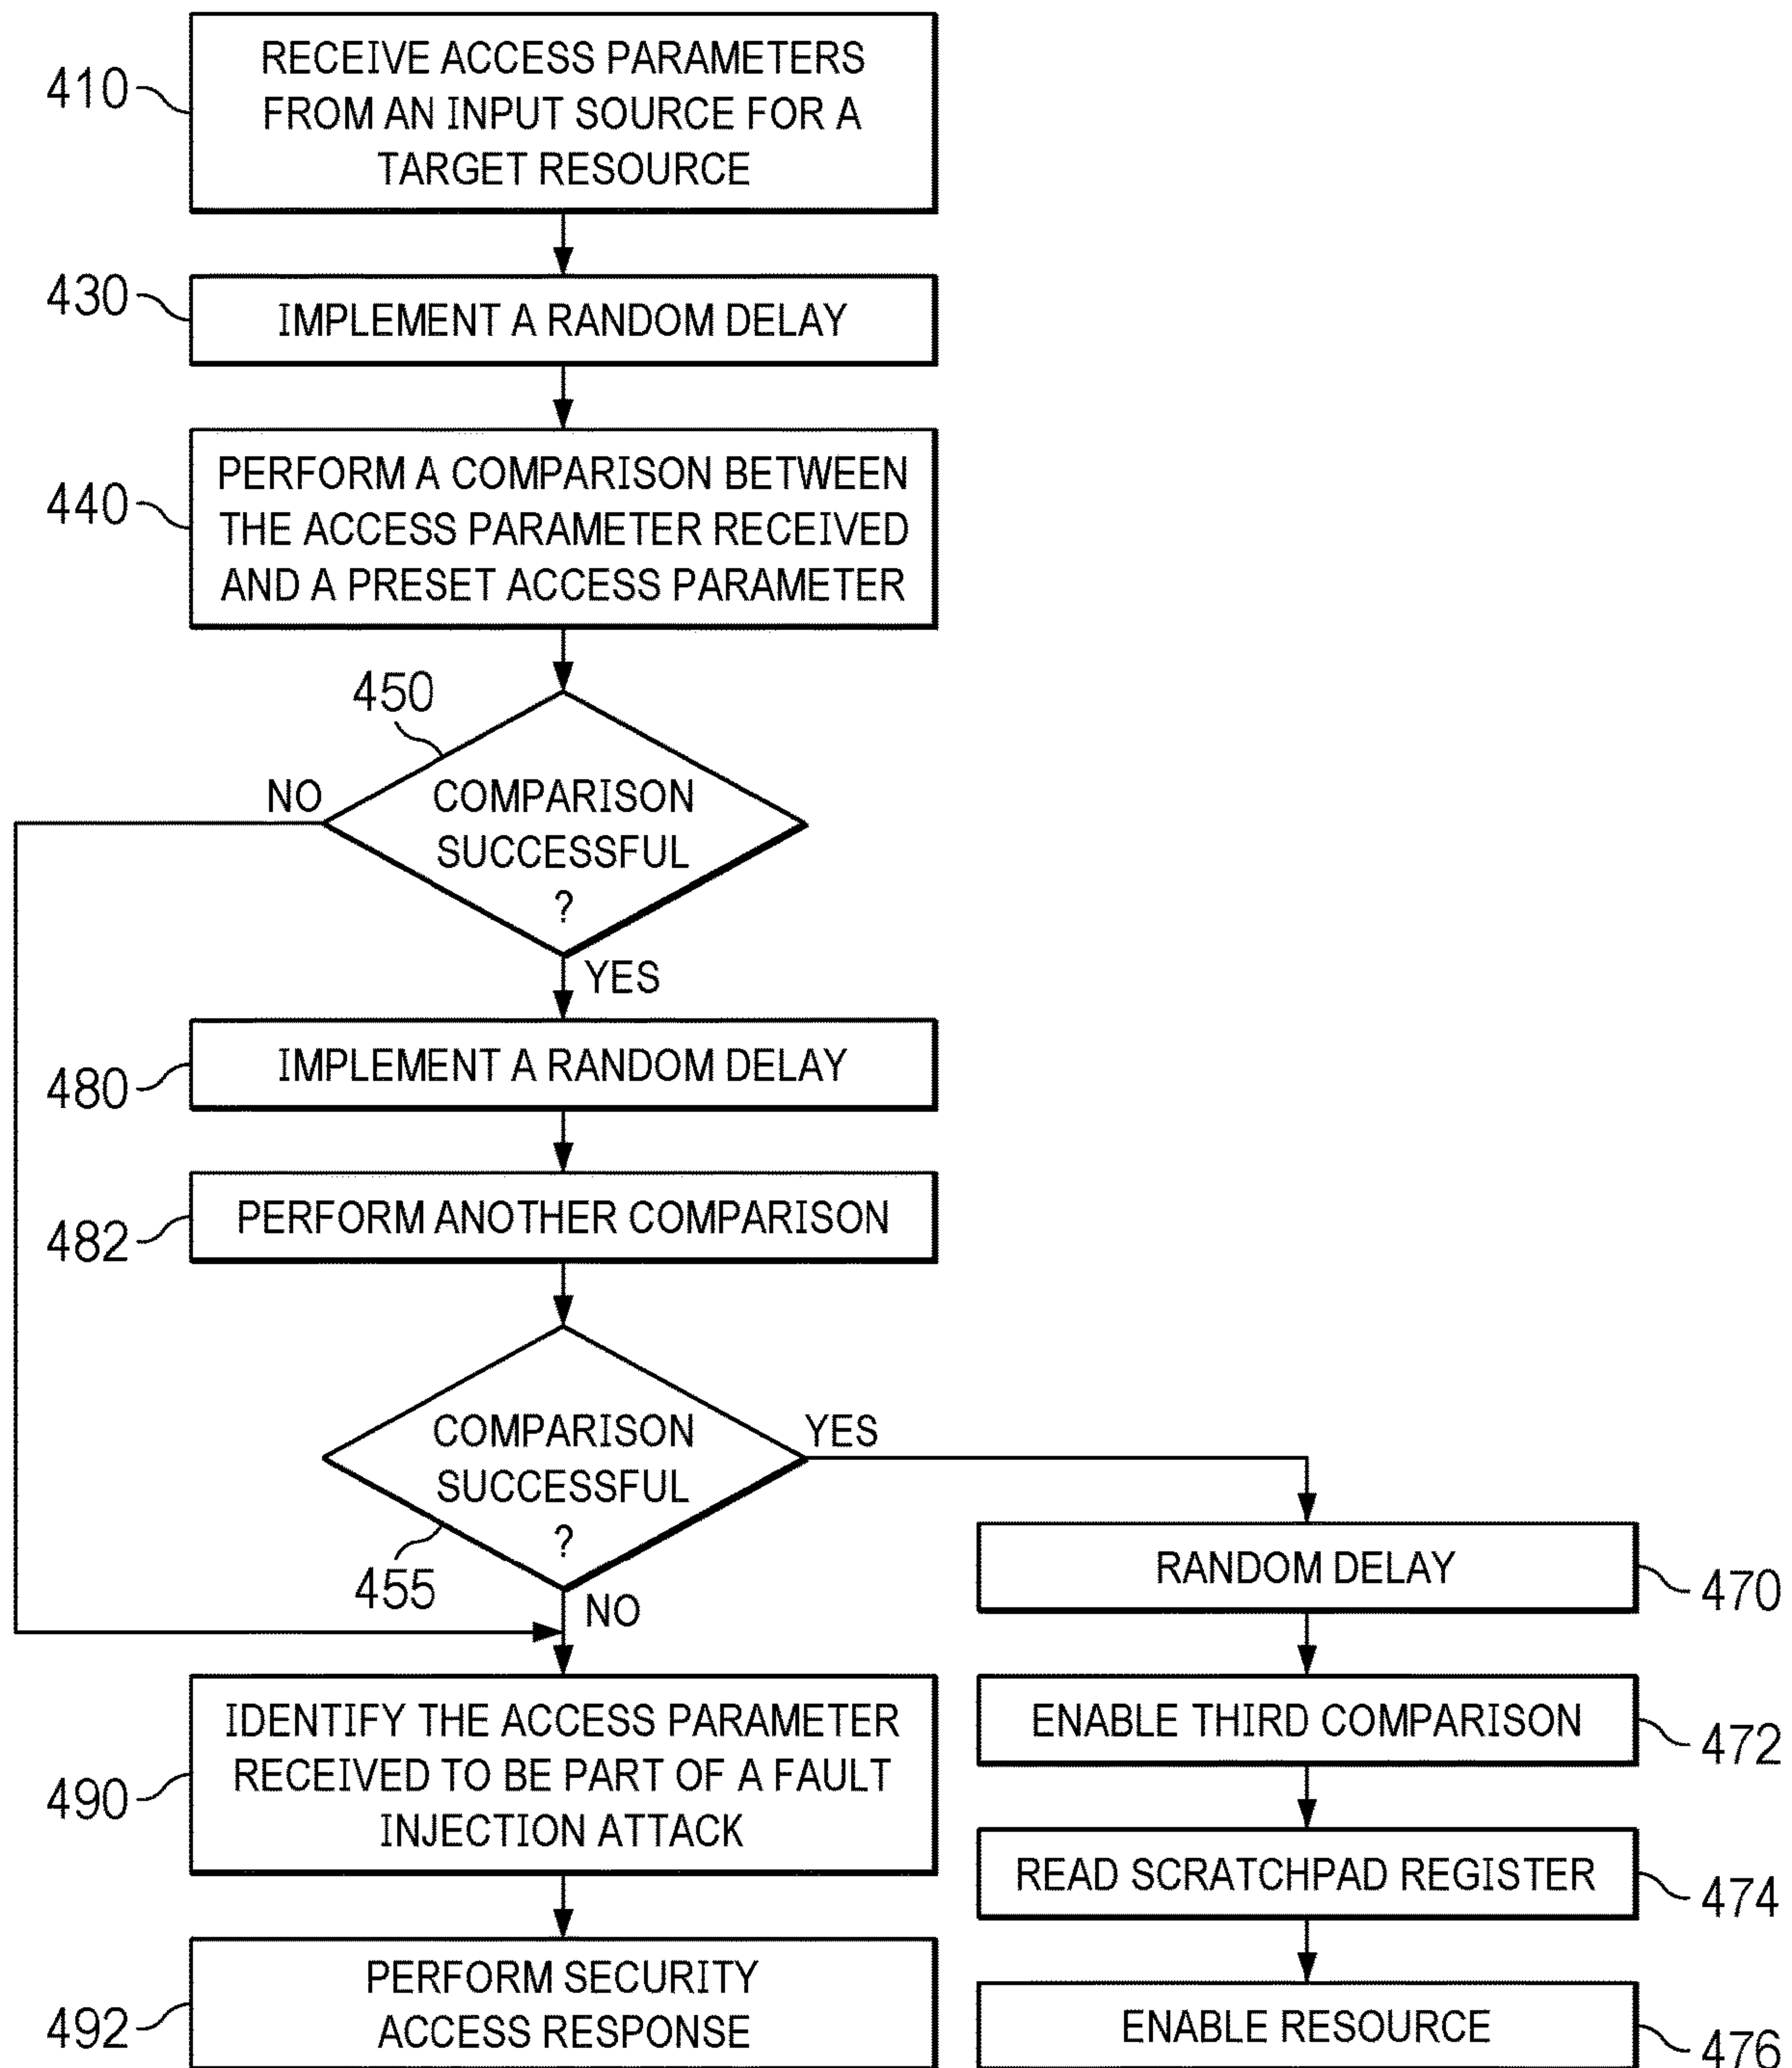 410
RECEIVE ACCESS PARAMETERS
FROM AN INPUT SOURCE FOR A
TARGET RESOURCE
430
IMPLEMENT A RANDOM DELAY
440
PERFORM A COMPARISON BETWEEN
THE ACCESS PARAMETER RECEIVED
AND A PRESET ACCESS PARAMETER
450
NO
COMPARISON
SUCCESSFUL
?
YES
480
IMPLEMENT A RANDOM DELAY
482
PERFORM ANOTHER COMPARISON
COMPARISON
SUCCESSFUL
?
YES
455
NO
490
IDENTIFY THE ACCESS PARAMETER
RECEIVED TO BE PART OF A FAULT
INJECTION ATTACK
492
PERFORM SECURITY
ACCESS RESPONSE
RANDOM DELAY
470
ENABLE THIRD COMPARISON
472
READ SCRATCHPAD REGISTER
474
ENABLE RESOURCE
476